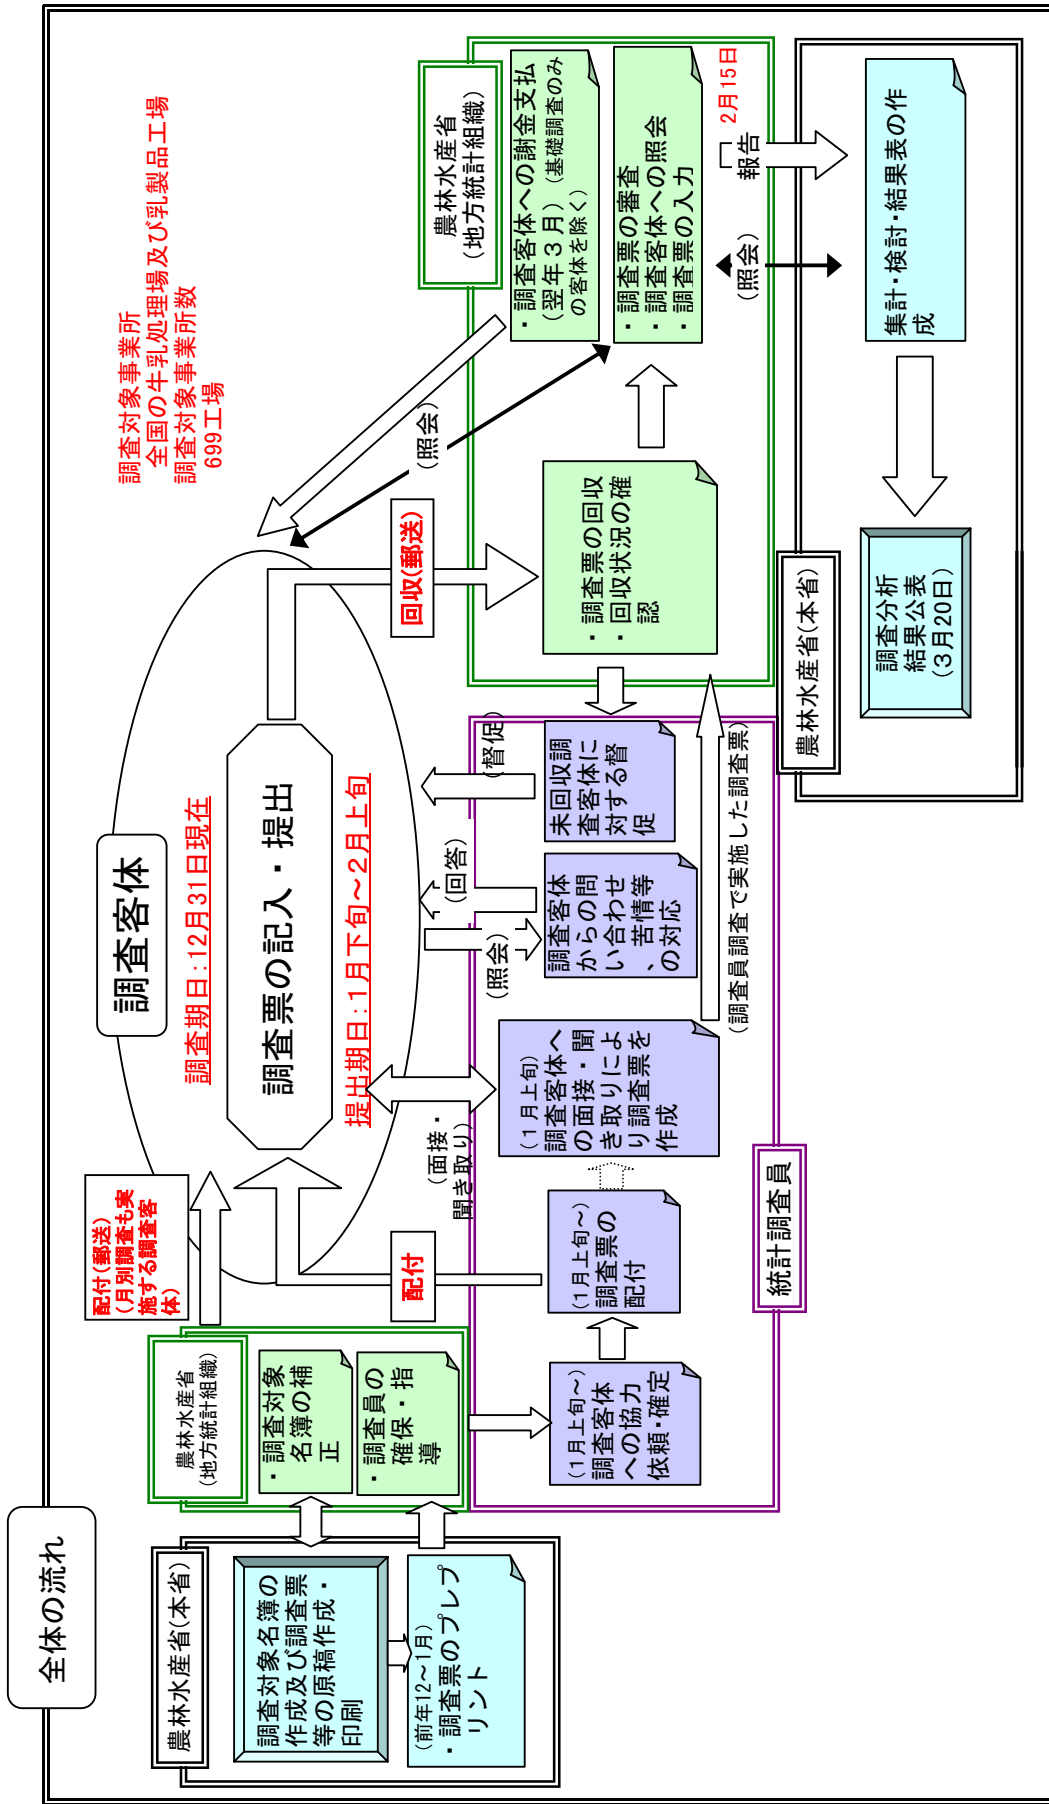 全体の流れ
農林水産省(本省)
調査対象名簿の
作成及び調査票
等の原稿作成・
印刷
(前年12～1月)
・調査票のプレプ
リント
農林水産省
(地方統計組織)
・調査対象
名簿の補
正
・調査員の
確保・指
導
配付(郵送)
(月別調査も実
施する調査客
体)
配付
調査客体
調査期日：12月31日現在
調査票の記入・提出
提出期日：1月下旬～2月上旬
調査対象事業所
全国の牛乳処理場及び乳製品工場
調査対象事業所数
699工場
(面接・
聞き取り)
(照会)
(回答)
(督促)
回収(郵送)
(照会)
(1月上旬～)
調査客体
への協力
依頼・確定
(1月上旬～)
調査票の
配付
(1月上旬)
調査客体へ
の面接・聞
き取りによ
り調査票を
作成
調査客体
からの問
い合わせ
、苦情等
の対応
未回収調
査客体に
対する督
促
統計調査員
(調査員調査で実施した調査票)
農林水産省
(地方統計組織)
・調査票の回収
・回収状況の確
認
・調査客体への謝金支払
(翌年３月)(基礎調査のみ
の客体を除く)
・調査票の審査
・調査客体への照会
・調査票の入力
2月15日
報告
(照会)
農林水産省(本省)
集計・検討・結果表の作
成
調査分析
結果公表
(３月20日)